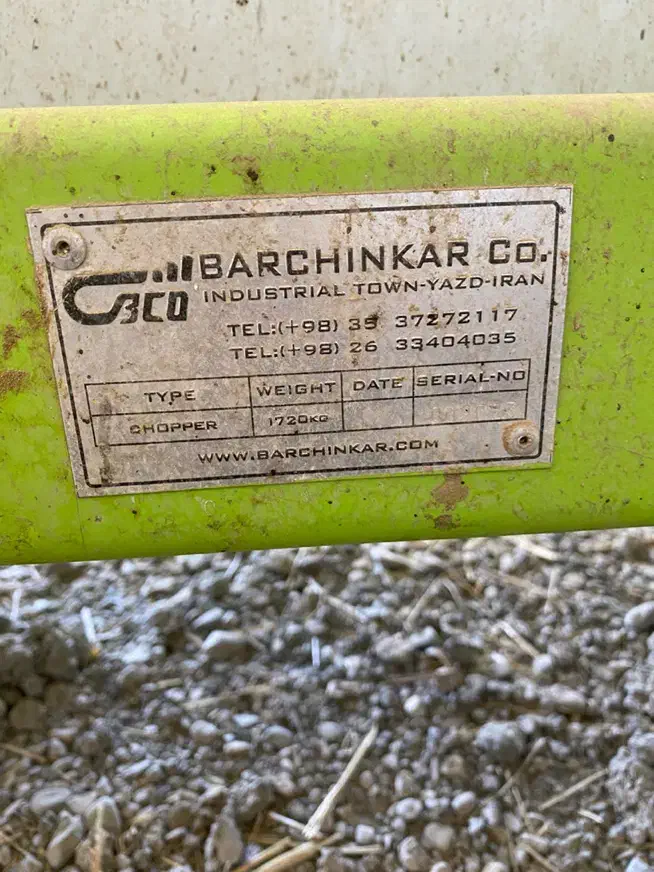 BARCHINKAR CO.
INDUSTRIAL TOWN-YAZD-IRAN
BCO
TEL:(+98) 35 37272117
TEL:(+98) 26 33404035
TYPE WEIGHT DATE SERIAL-NO
CHOPPER 1720KG
WWW.BARCHINKAR.COM